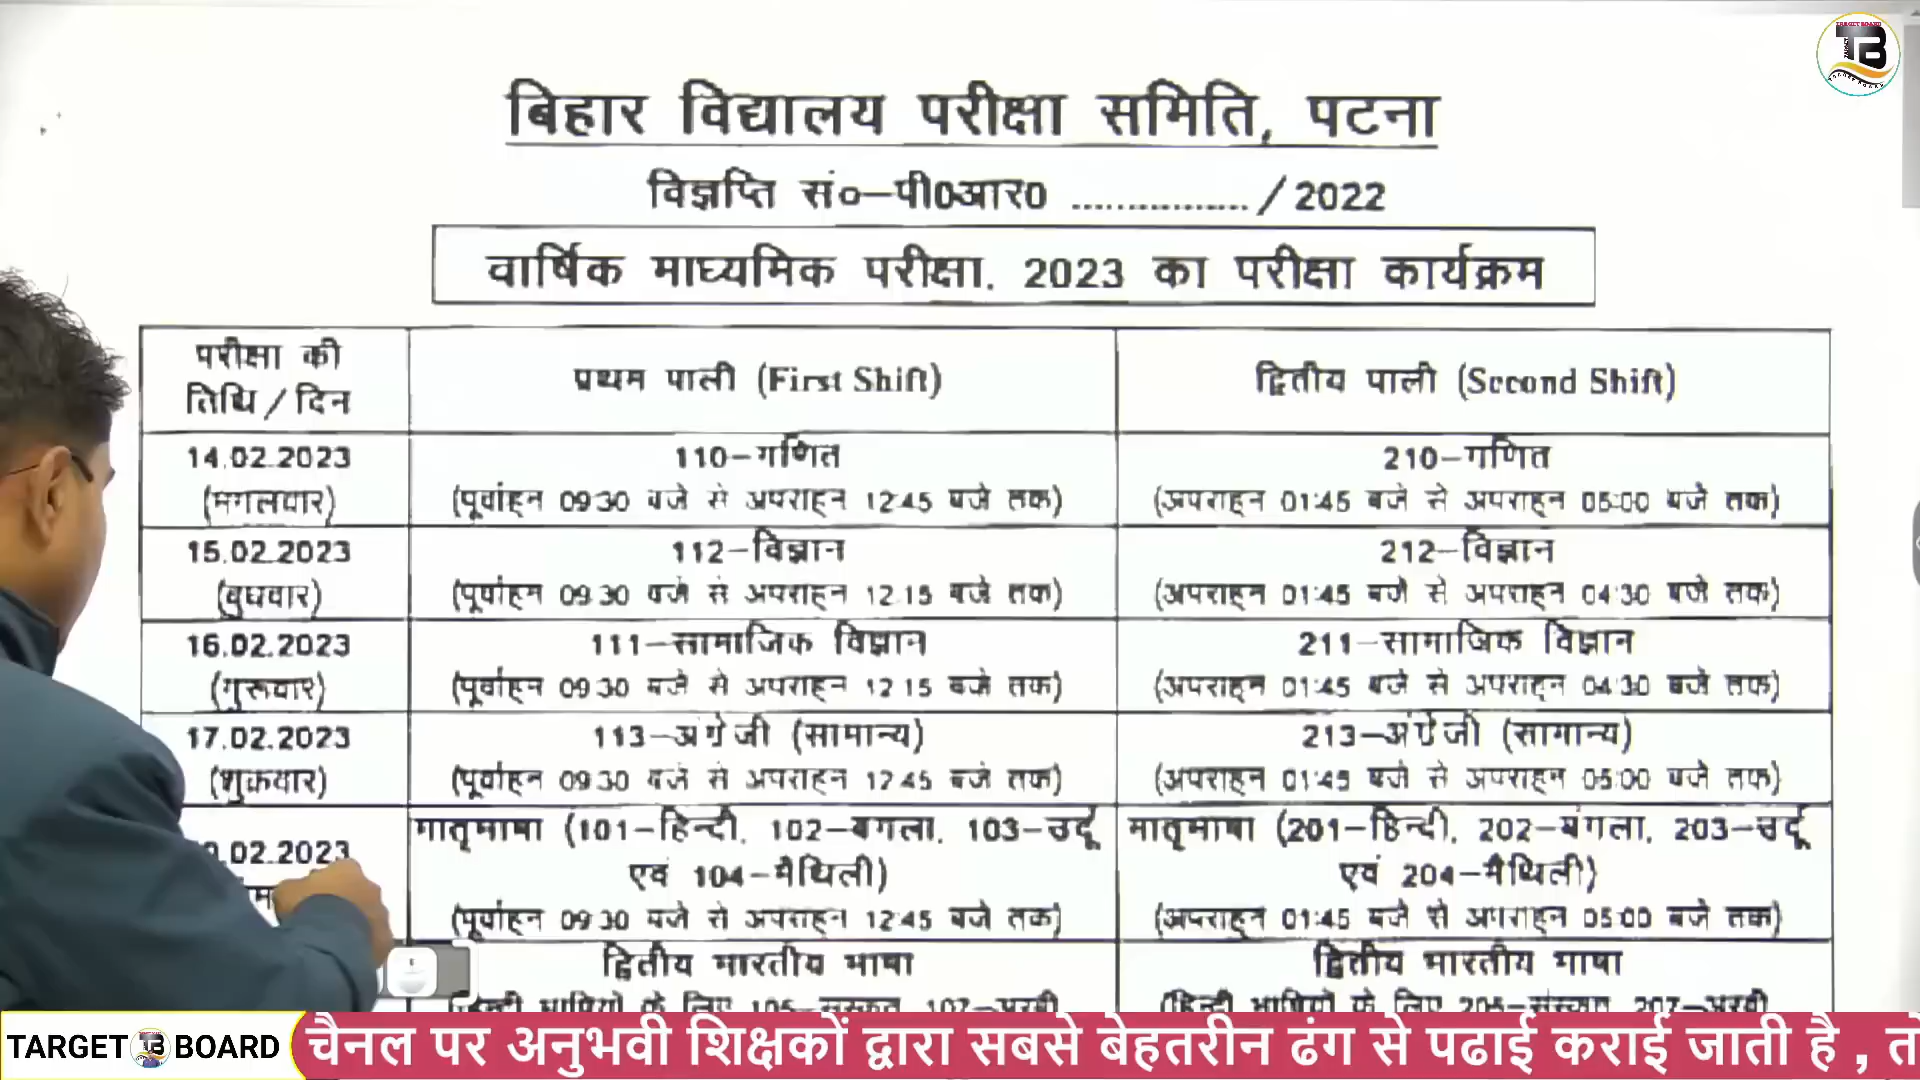 बिहार विद्यालय परीक्षा समिति, पटना
विज्ञप्ति सं०–पी0आर0 ................ / 2022
वार्षिक माध्यमिक परीक्षा, 2023 का परीक्षा कार्यक्रम
परीक्षा की तिथि / दिन
प्रथम पाली (First Shift)
द्वितीय पाली (Second Shift)
14.02.2023
(मंगलवार)
110–गणित
(पूर्वाह्न 09:30 बजे से अपराह्न 12:45 बजे तक)
210–गणित
(अपराह्न 01:45 बजे से अपराह्न 05:00 बजे तक)
15.02.2023
(बुधवार)
112–विज्ञान
(पूर्वाह्न 09:30 बजे से अपराह्न 12:15 बजे तक)
212–विज्ञान
(अपराह्न 01:45 बजे से अपराह्न 04:30 बजे तक)
16.02.2023
(गुरूवार)
111–सामाजिक विज्ञान
(पूर्वाह्न 09:30 बजे से अपराह्न 12:15 बजे तक)
211–सामाजिक विज्ञान
(अपराह्न 01:45 बजे से अपराह्न 04:30 बजे तक)
17.02.2023
(शुक्रवार)
113–अंग्रेजी (सामान्य)
(पूर्वाह्न 09:30 बजे से अपराह्न 12:45 बजे तक)
213–अंग्रेजी (सामान्य)
(अपराह्न 01:45 बजे से अपराह्न 05:00 बजे तक)
.02.2023
मातृभाषा (101–हिन्दी, 102–बंगला, 103–उर्दू
एवं 104–मैथिली)
(पूर्वाह्न 09:30 बजे से अपराह्न 12:45 बजे तक)
मातृभाषा (201–हिन्दी, 202–बंगला, 203–उर्दू
एवं 204–मैथिली)
(अपराह्न 01:45 बजे से अपराह्न 05:00 बजे तक)
द्वितीय भारतीय भाषा
(हिन्दी भाषियों के लिए 105–संस्कृत, 107–अरबी
द्वितीय भारतीय भाषा
(हिन्दी भाषियों के लिए 205–संस्कृत, 207–अरबी
TARGET BOARD
चैनल पर अनुभवी शिक्षकों द्वारा सबसे बेहतरीन ढंग से पढाई कराई जाती है , तो